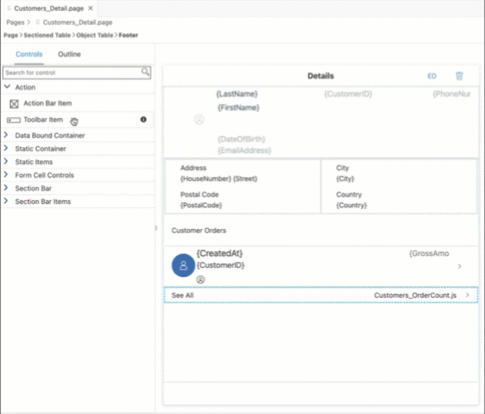 Customers_Detail.page ×
Pages > Customers_Detail.page
Page > Sectioned Table > Object Table > Footer
Controls Outline
Search for control
Action
Action Bar Item
Toolbar Item
Data Bound Container
Static Container
Static Items
Form Cell Controls
Section Bar
Section Bar Items
Details
{LastName} {CustomerID} {PhoneNur
{FirstName}
{DateOfBirth}
{EmailAddress}
Address City
{HouseNumber} {Street} {City}
Postal Code Country
{PostalCode} {Country}
Customer Orders
{CreatedAt} {GrossAmo
{CustomerID}
See All Customers_OrderCount.js